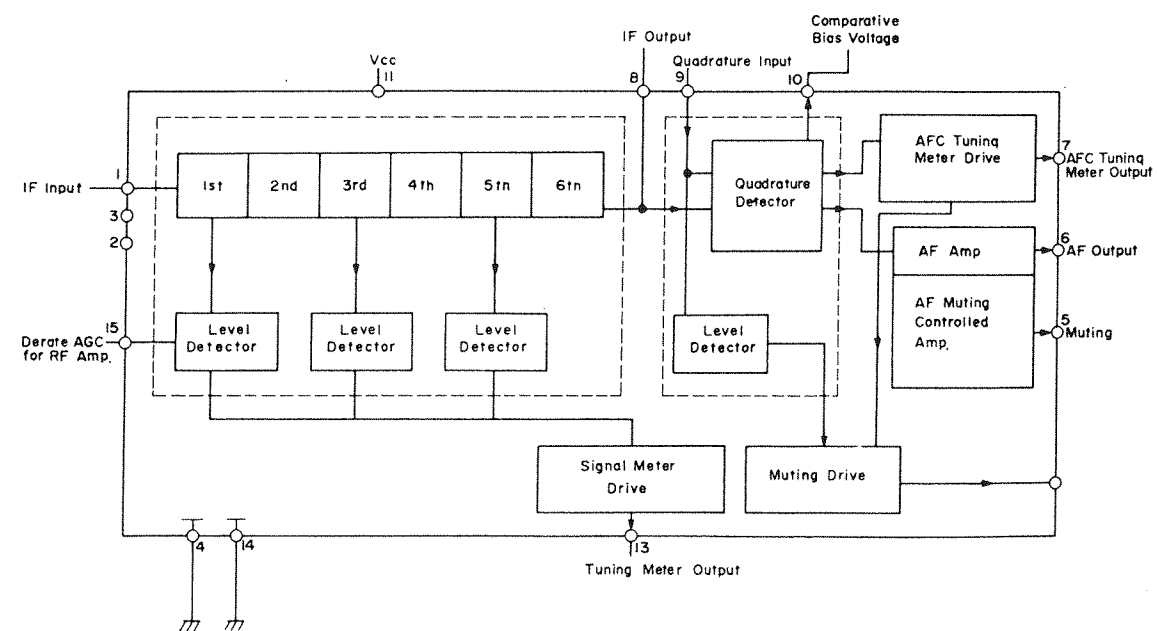 Comparative
Bias Voltage
IF Output
Vcc
Quadrature Input
11
8
9
10
AFC Tuning
Meter Drive
7
AFC Tuning
Meter Output
1
IF Input
1st
2nd
3rd
4th
5tn
6tn
Quadrature
Detector
3
2
AF Amp
6
AF Output
AF Muting
Controlled
Amp.
5
Muting
15
Derate AGC
for RF Amp.
Level
Detector
Level
Detector
Level
Detector
Level
Detector
Signal Meter
Drive
Muting Drive
4
14
13
Tuning Meter Output